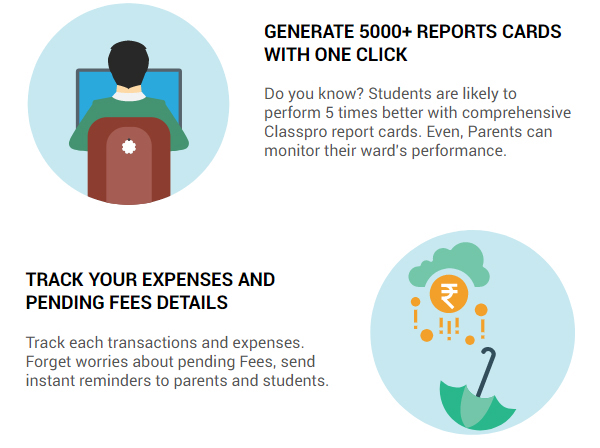 GENERATE 5000+ REPORTS CARDS
WITH ONE CLICK
Do you know? Students are likely to
perform 5 times better with comprehensive
Classpro report cards. Even, Parents can
monitor their ward's performance.
TRACK YOUR EXPENSES AND
PENDING FEES DETAILS
₹
Track each transactions and expenses.
Forget worries about pending Fees, send
instant reminders to parents and students.